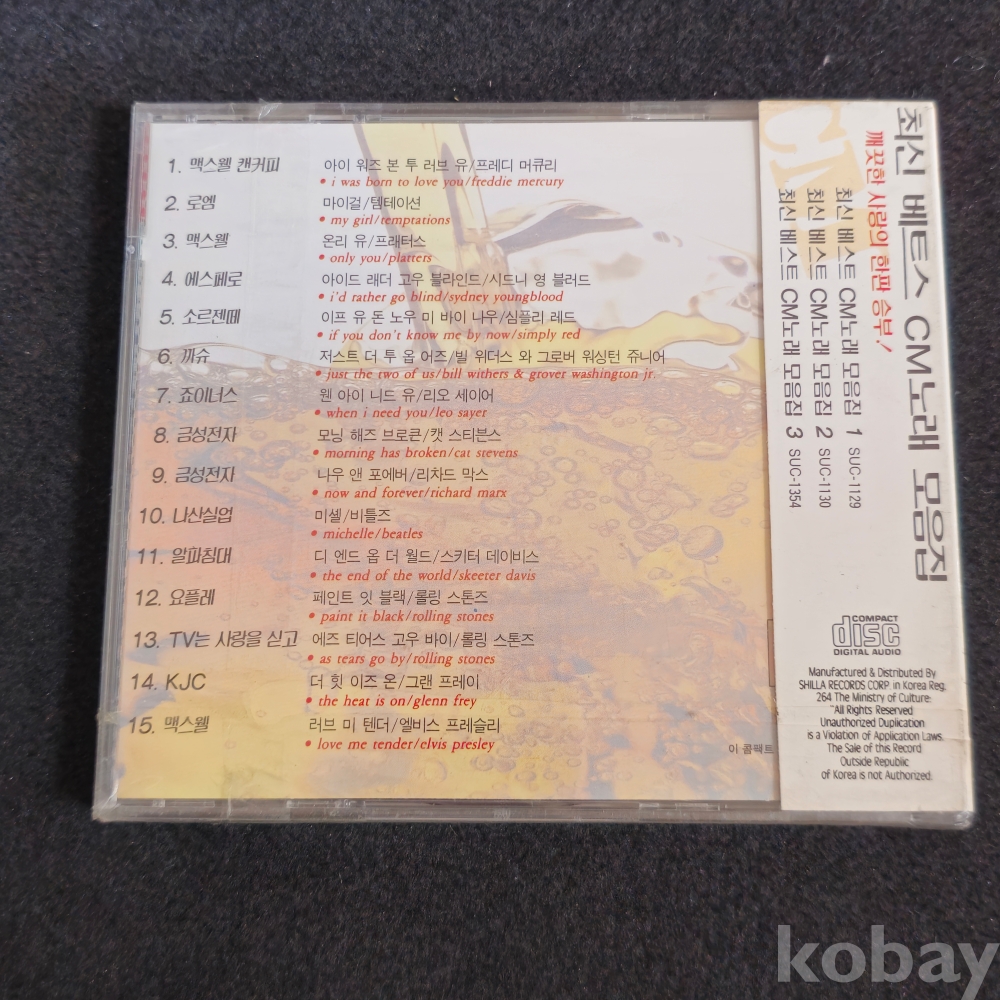 1. 맥스웰 캔커피 아이 워즈 본 투 러브 유/프레디 머큐리
• i was born to love you/freddie mercury
2. 로엠 마이걸/템테이션
• my girl/temptations
3. 맥스웰 온리 유/프래터스
• only you/platters
4. 에스페로 아이드 래더 고우 블라인드/시드니 영 블러드
• i'd rather go blind/sydney youngblood
5. 소르젠떼 이프 유 돈 노우 미 바이 나우/심플리 레드
• if you don't know me by now/simply red
6. 까슈 저스트 더 투 옵 어즈/빌 위더스 와 그로버 워싱턴 쥬니어
• just the two of us/bill withers & grover washington jr.
7. 죠이너스 웬 아이 니드 유/리오 세이어
• when i need you/leo sayer
8. 금성전자 모닝 해즈 브로큰/캣 스티븐스
• morning has broken/cat stevens
9. 금성전자 나우 앤 포에버/리차드 막스
• now and forever/richard marx
10. 나산실업 미셸/비틀즈
• michelle/beatles
11. 알파침대 디 엔드 옵 더 월드/스키터 데이비스
• the end of the world/skeeter davis
12. 요플레 페인트 잇 블랙/롤링 스톤즈
• paint it black/rolling stones
13. TV는 사랑을 싣고 에즈 티어스 고우 바이/롤링 스톤즈
• as tears go by/rolling stones
14. KJC 더 힛 이즈 온/그랜 프레이
• the heat is on/glenn frey
15. 맥스웰 러브 미 텐더/엘비스 프레슬리
• love me tender/elvis presley
이 콤팩트
최신 베트스 CM노래 모음집
깨끗한 사랑의 한판 승부!
최신 베스트 CM노래 모음집 1 SUC-1129
최신 베스트 CM노래 모음집 2 SUC-1130
최신 베스트 CM노래 모음집 3 SUC-1354
COMPACT
disc
DIGITAL AUDIO
Manufactured & Distributed By
SHILLA RECORDS CORP. in Korea Reg.
264 The Ministry of Culture:
"All Rights Reserved
Unauthorized Duplication
is a Violation of Application Laws.
The Sale of this Record
Outside Republic
of Korea is not Authorized.
kobay